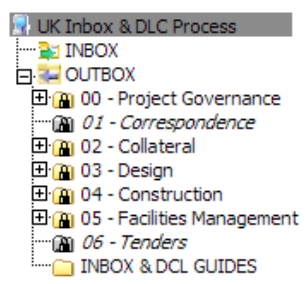 UK Inbox & DLC Process
INBOX
OUTBOX
00 - Project Governance
01 - Correspondence
02 - Collateral
03 - Design
04 - Construction
05 - Facilities Management
06 - Tenders
INBOX & DCL GUIDES